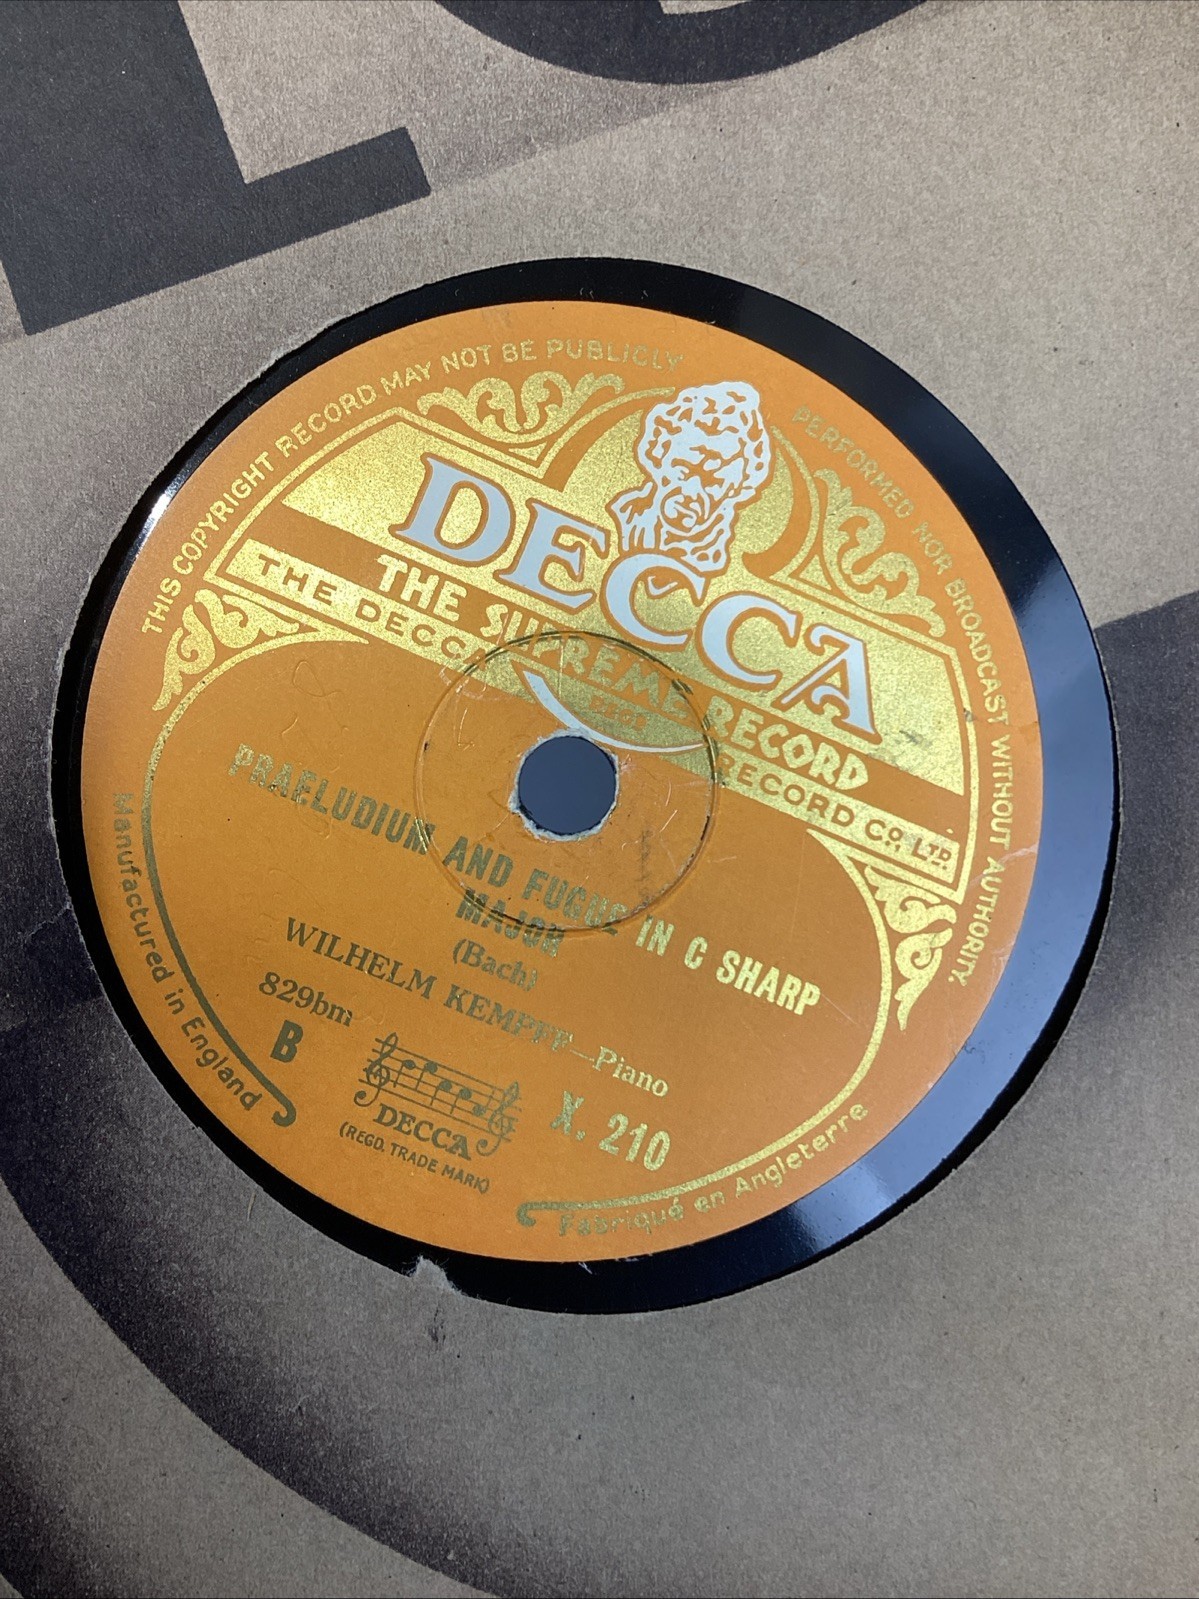 THIS COPYRIGHT RECORD MAY NOT BE PUBLICLY PERFORMED NOR BROADCAST WITHOUT AUTHORITY.
DECCA
THE SUPREME RECORD
THE DECCA RECORD CO. LTD.
PRAELUDIUM AND FUGUE IN C SHARP
MAJOR
(Bach)
WILHELM KEMPFF—Piano
829bm
B
X. 210
DECCA
(REGD. TRADE MARK)
Manufactured in England
Fabriqué en Angleterre